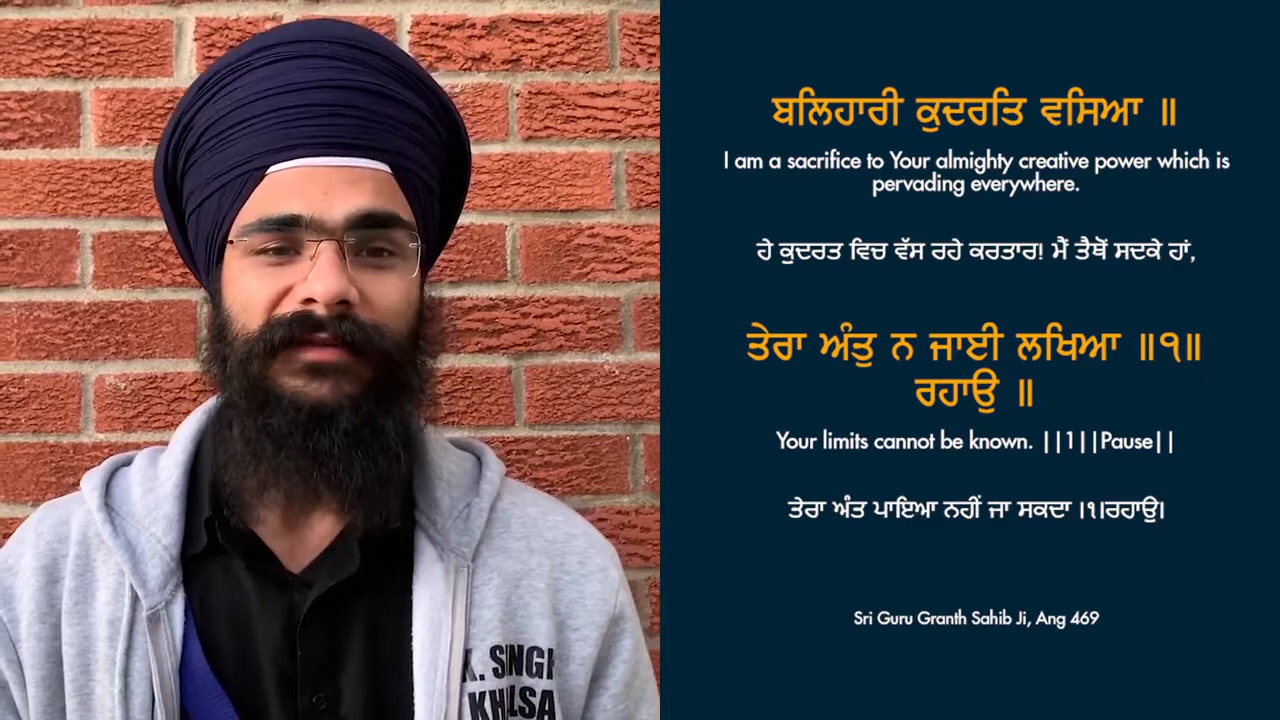 ਬਲਿਹਾਰੀ ਕੁਦਰਤਿ ਵਸਿਆ ॥
I am a sacrifice to Your almighty creative power which is
pervading everywhere.
ਹੇ ਕੁਦਰਤ ਵਿਚ ਵੱਸ ਰਹੇ ਕਰਤਾਰ! ਮੈਂ ਤੈਥੋਂ ਸਦਕੇ ਹਾਂ,
ਤੇਰਾ ਅੰਤੁ ਨ ਜਾਈ ਲਖਿਆ ॥੧॥
ਰਹਾਉ ॥
Your limits cannot be known. ||1||Pause||
ਤੇਰਾ ਅੰਤ ਪਾਇਆ ਨਹੀਂ ਜਾ ਸਕਦਾ ।੧।ਰਹਾਉ।
Sri Guru Granth Sahib Ji, Ang 469
K. SINGH
KHALSA